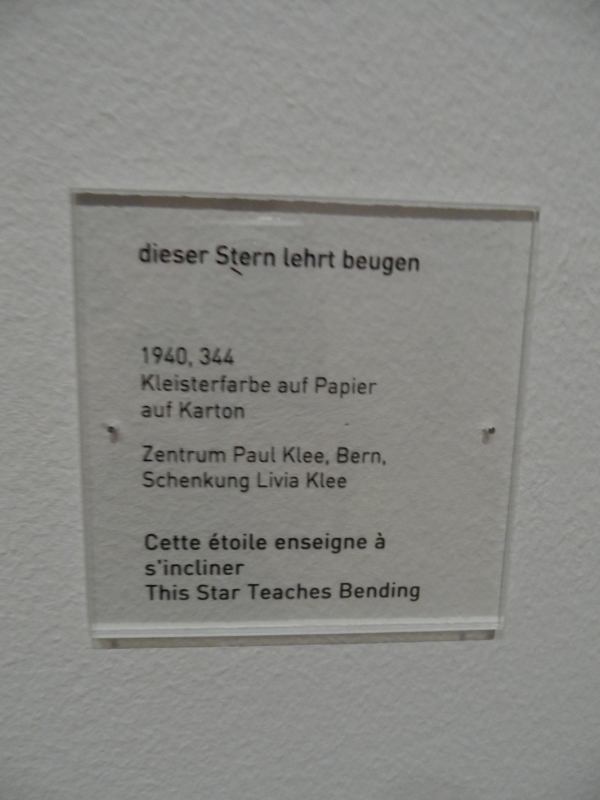 dieser Stern lehrt beugen
1940, 344
Kleisterfarbe auf Papier
auf Karton
Zentrum Paul Klee, Bern,
Schenkung Livia Klee
Cette étoile enseigne à
s'incliner
This Star Teaches Bending